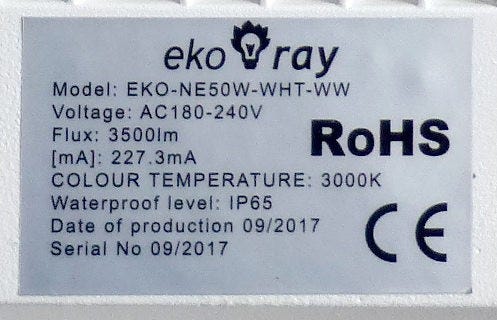 eko ray
Model: EKO-NE50W-WHT-WW
Voltage: AC180-240V
Flux: 3500lm
[mA]: 227.3mA
RoHS
COLOUR TEMPERATURE: 3000K
Waterproof level: IP65
Date of production 09/2017
Serial No 09/2017
CE